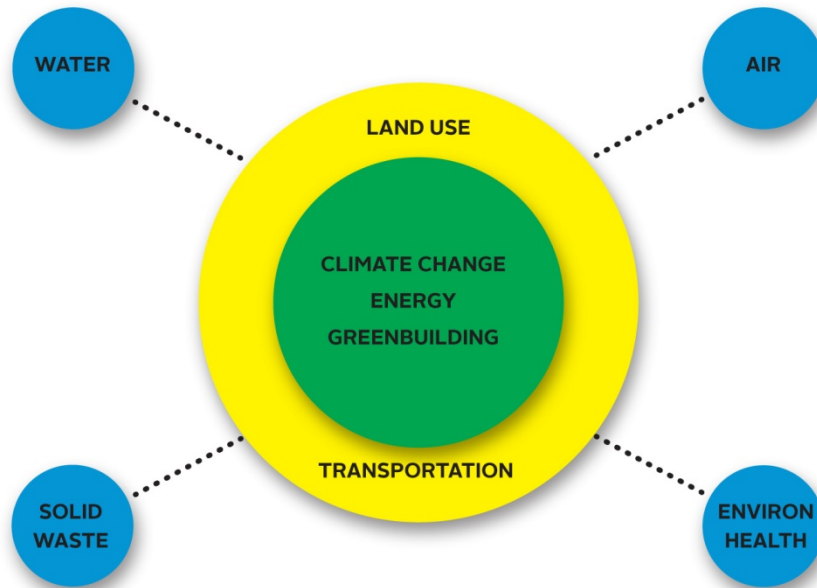 WATER
AIR
LAND USE
CLIMATE CHANGE
ENERGY
GREENBUILDING
TRANSPORTATION
SOLID
WASTE
ENVIRON
HEALTH